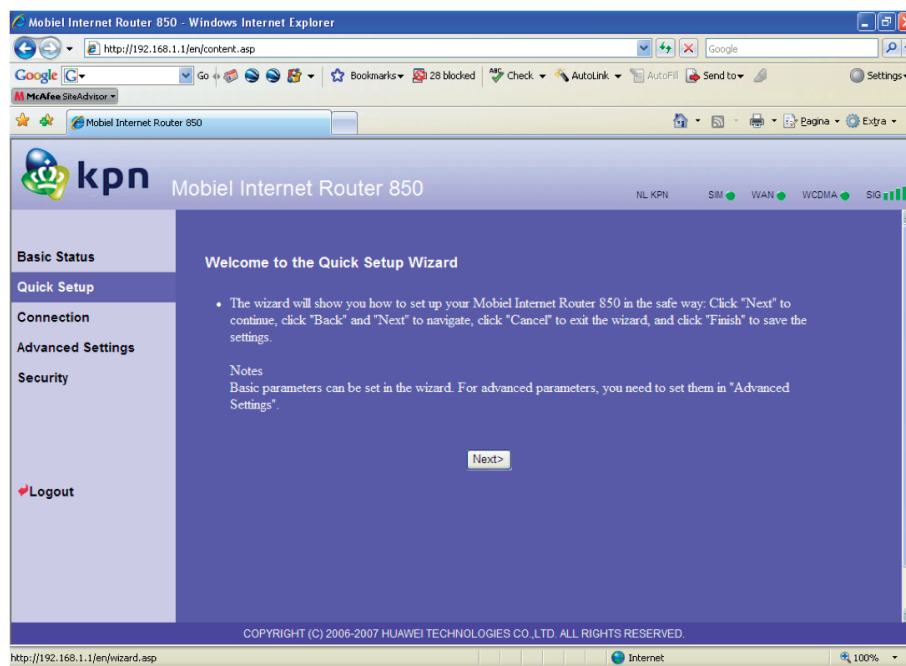 Mobiel Internet Router 850 - Windows Internet Explorer
http://192.168.1.1/en/content.asp
Google
Google G
Go
Bookmarks
28 blocked
ABC Check
AutoLink
AutoFill
Send to
Settings
McAfee SiteAdvisor
Mobiel Internet Router 850
Pagina
Extra
kpn
Mobiel Internet Router 850
NL KPN
SIM
WAN
WCDMA
SIG
Basic Status
Quick Setup
Connection
Advanced Settings
Security
Logout
Welcome to the Quick Setup Wizard
• The wizard will show you how to set up your Mobiel Internet Router 850 in the safe way: Click "Next" to
continue, click "Back" and "Next" to navigate, click "Cancel" to exit the wizard, and click "Finish" to save the
settings.
Notes
Basic parameters can be set in the wizard. For advanced parameters, you need to set them in "Advanced
Settings".
Next>
COPYRIGHT (C) 2006-2007 HUAWEI TECHNOLOGIES CO.,LTD. ALL RIGHTS RESERVED.
http://192.168.1.1/en/wizard.asp
Internet
100%